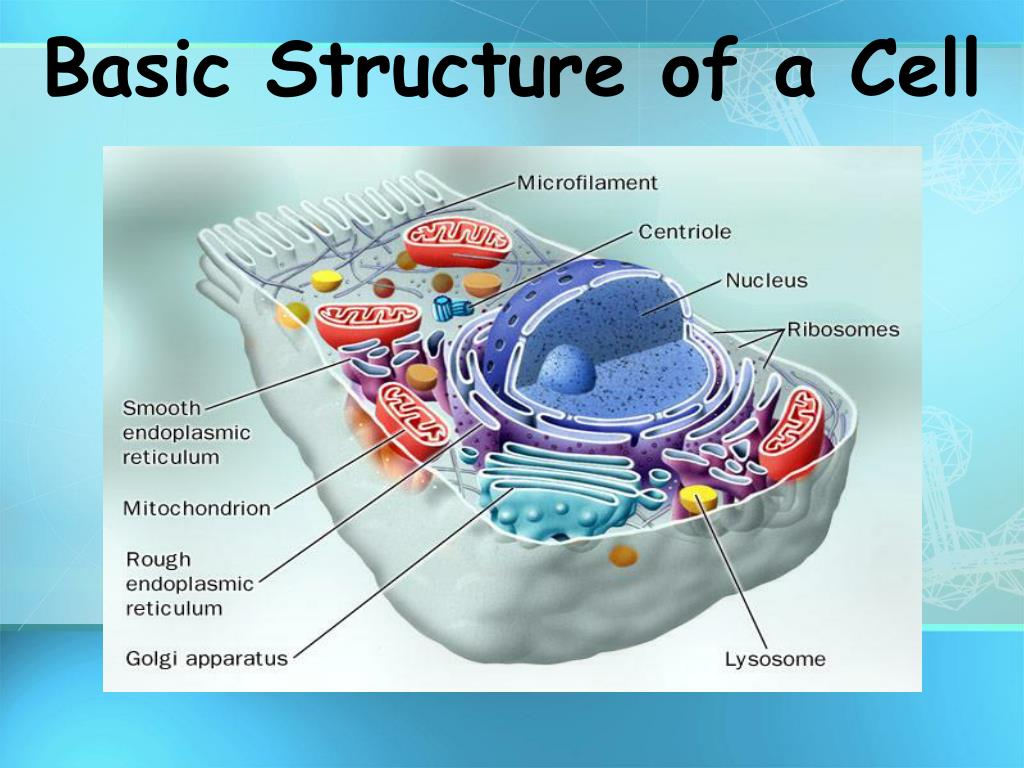 Basic Structure of a Cell
Microfilament
Centriole
Nucleus
Ribosomes
Smooth
endoplasmic
reticulum
Mitochondrion
Rough
endoplasmic
reticulum
Golgi apparatus
Lysosome